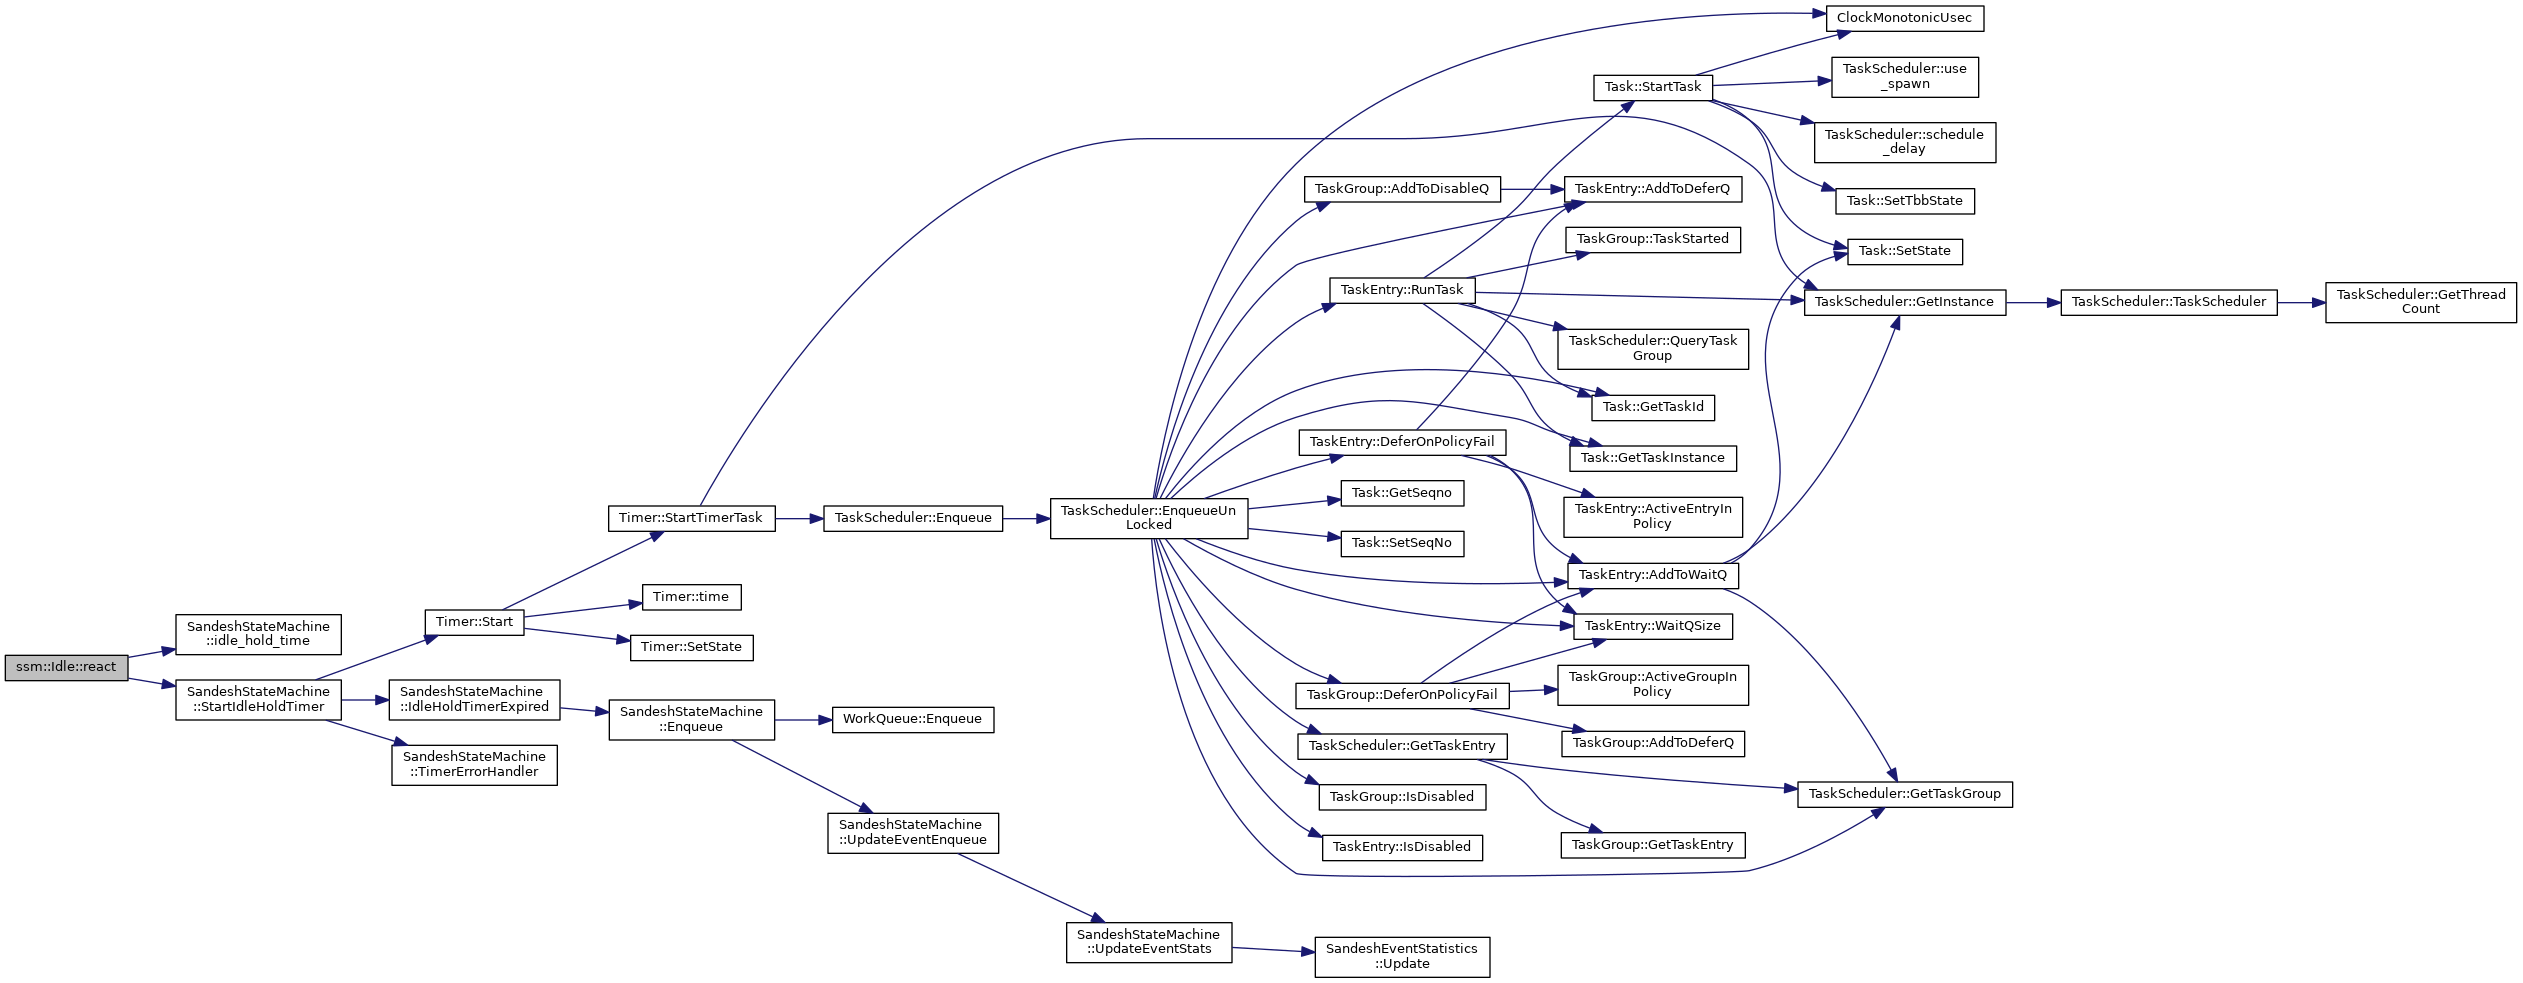 ssm::Idle::react
SandeshStateMachine
::idle_hold_time
SandeshStateMachine
::StartIdleHoldTimer
Timer::Start
SandeshStateMachine
::IdleHoldTimerExpired
SandeshStateMachine
::TimerErrorHandler
Timer::StartTimerTask
Timer::time
Timer::SetState
SandeshStateMachine
::Enqueue
TaskScheduler::Enqueue
WorkQueue::Enqueue
SandeshStateMachine
::UpdateEventEnqueue
TaskScheduler::EnqueueUn
Locked
SandeshStateMachine
::UpdateEventStats
TaskGroup::AddToDisableQ
TaskEntry::RunTask
TaskEntry::DeferOnPolicyFail
Task::GetSeqno
Task::SetSeqNo
TaskGroup::DeferOnPolicyFail
TaskScheduler::GetTaskEntry
TaskGroup::IsDisabled
TaskEntry::IsDisabled
SandeshEventStatistics
::Update
Task::StartTask
TaskEntry::AddToDeferQ
TaskGroup::TaskStarted
TaskScheduler::QueryTask
Group
Task::GetTaskId
Task::GetTaskInstance
TaskEntry::ActiveEntryIn
Policy
TaskEntry::AddToWaitQ
TaskEntry::WaitQSize
TaskGroup::ActiveGroupIn
Policy
TaskGroup::AddToDeferQ
TaskGroup::GetTaskEntry
ClockMonotonicUsec
TaskScheduler::use
_spawn
TaskScheduler::schedule
_delay
Task::SetTbbState
Task::SetState
TaskScheduler::GetInstance
TaskScheduler::GetTaskGroup
TaskScheduler::TaskScheduler
TaskScheduler::GetThread
Count